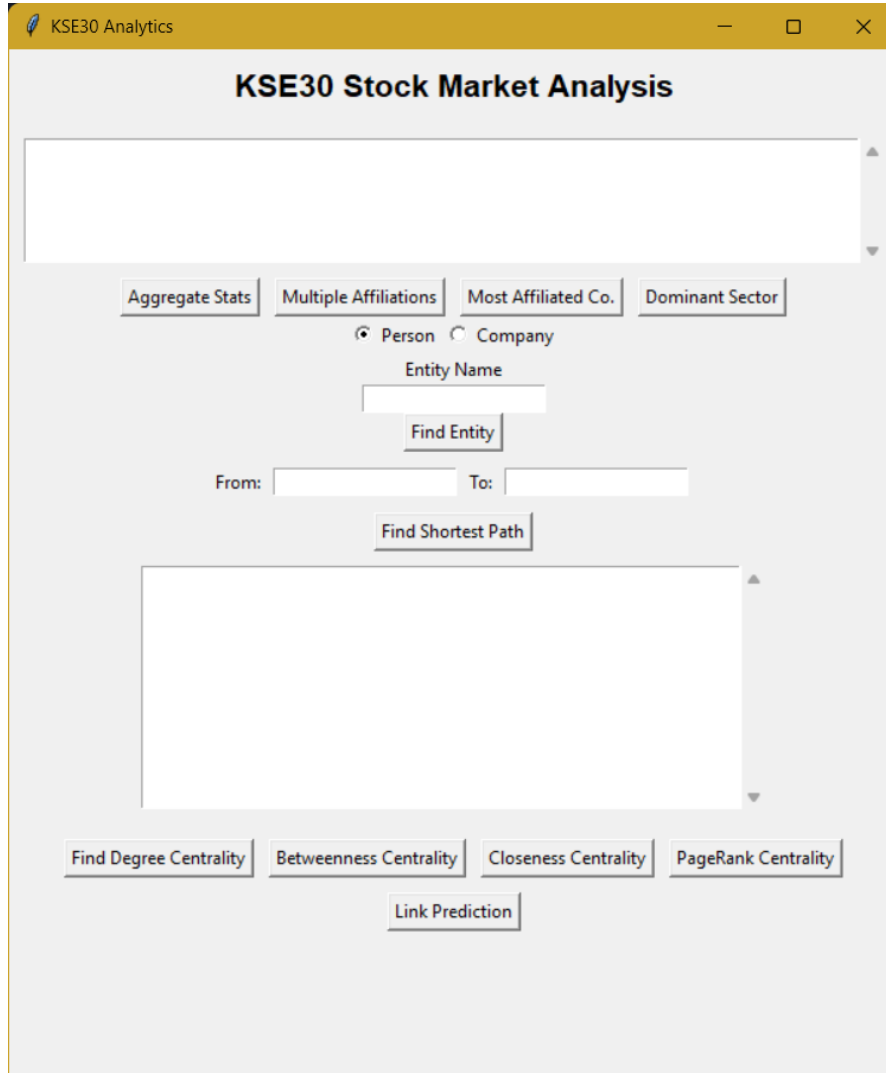 KSE30 Analytics
KSE30 Stock Market Analysis
Aggregate Stats Multiple Affiliations Most Affiliated Co. Dominant Sector
Person Company
Entity Name
Find Entity
From: To:
Find Shortest Path
Find Degree Centrality Betweenness Centrality Closeness Centrality PageRank Centrality
Link Prediction